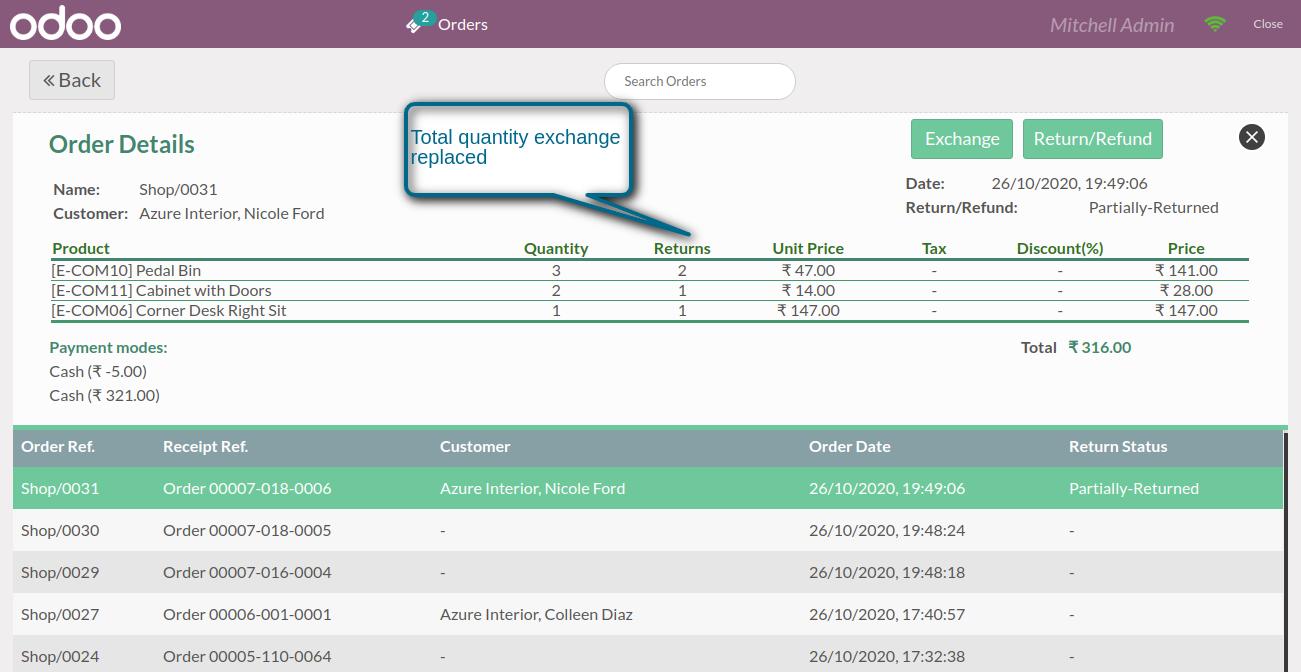 odoo 2 Orders Mitchell Admin Close
Back Search Orders
Total quantity exchange
replaced
Order Details Exchange Return/Refund
Name: Shop/0031 Date: 26/10/2020, 19:49:06
Customer: Azure Interior, Nicole Ford Return/Refund: Partially-Returned
Product Quantity Returns Unit Price Tax Discount(%) Price
[E-COM10] Pedal Bin 3 2 ₹ 47.00 - - ₹ 141.00
[E-COM11] Cabinet with Doors 2 1 ₹ 14.00 - - ₹ 28.00
[E-COM06] Corner Desk Right Sit 1 1 ₹ 147.00 - - ₹ 147.00
Payment modes: Total ₹ 316.00
Cash (₹ -5.00)
Cash (₹ 321.00)
Order Ref. Receipt Ref. Customer Order Date Return Status
Shop/0031 Order 00007-018-0006 Azure Interior, Nicole Ford 26/10/2020, 19:49:06 Partially-Returned
Shop/0030 Order 00007-018-0005 - 26/10/2020, 19:48:24 -
Shop/0029 Order 00007-016-0004 - 26/10/2020, 19:48:18 -
Shop/0027 Order 00006-001-0001 Azure Interior, Colleen Diaz 26/10/2020, 17:40:57 -
Shop/0024 Order 00005-110-0064 - 26/10/2020, 17:32:38 -